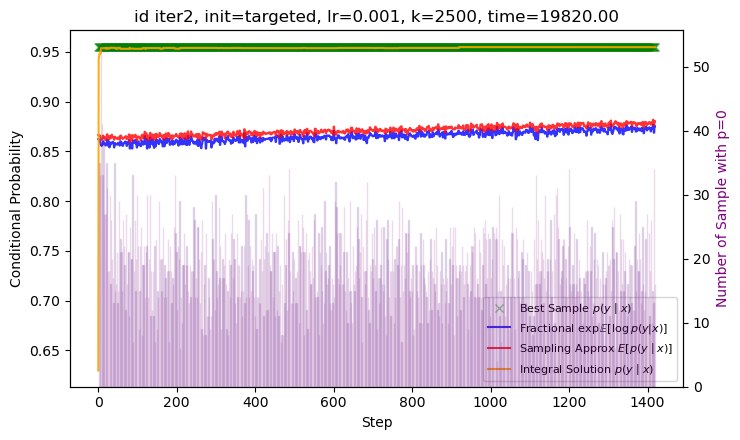 id iter2, init=targeted, lr=0.001, k=2500, time=19820.00
Conditional Probability
0.95
0.90
0.85
0.80
0.75
0.70
0.65
50
40
30
20
10
0
Number of Sample with p=0
Best Sample p(y | x)
Fractional exp𝔼[log p(y|x)]
Sampling Approx E[p(y | x)]
Integral Solution p(y | x)
0 200 400 600 800 1000 1200 1400
Step